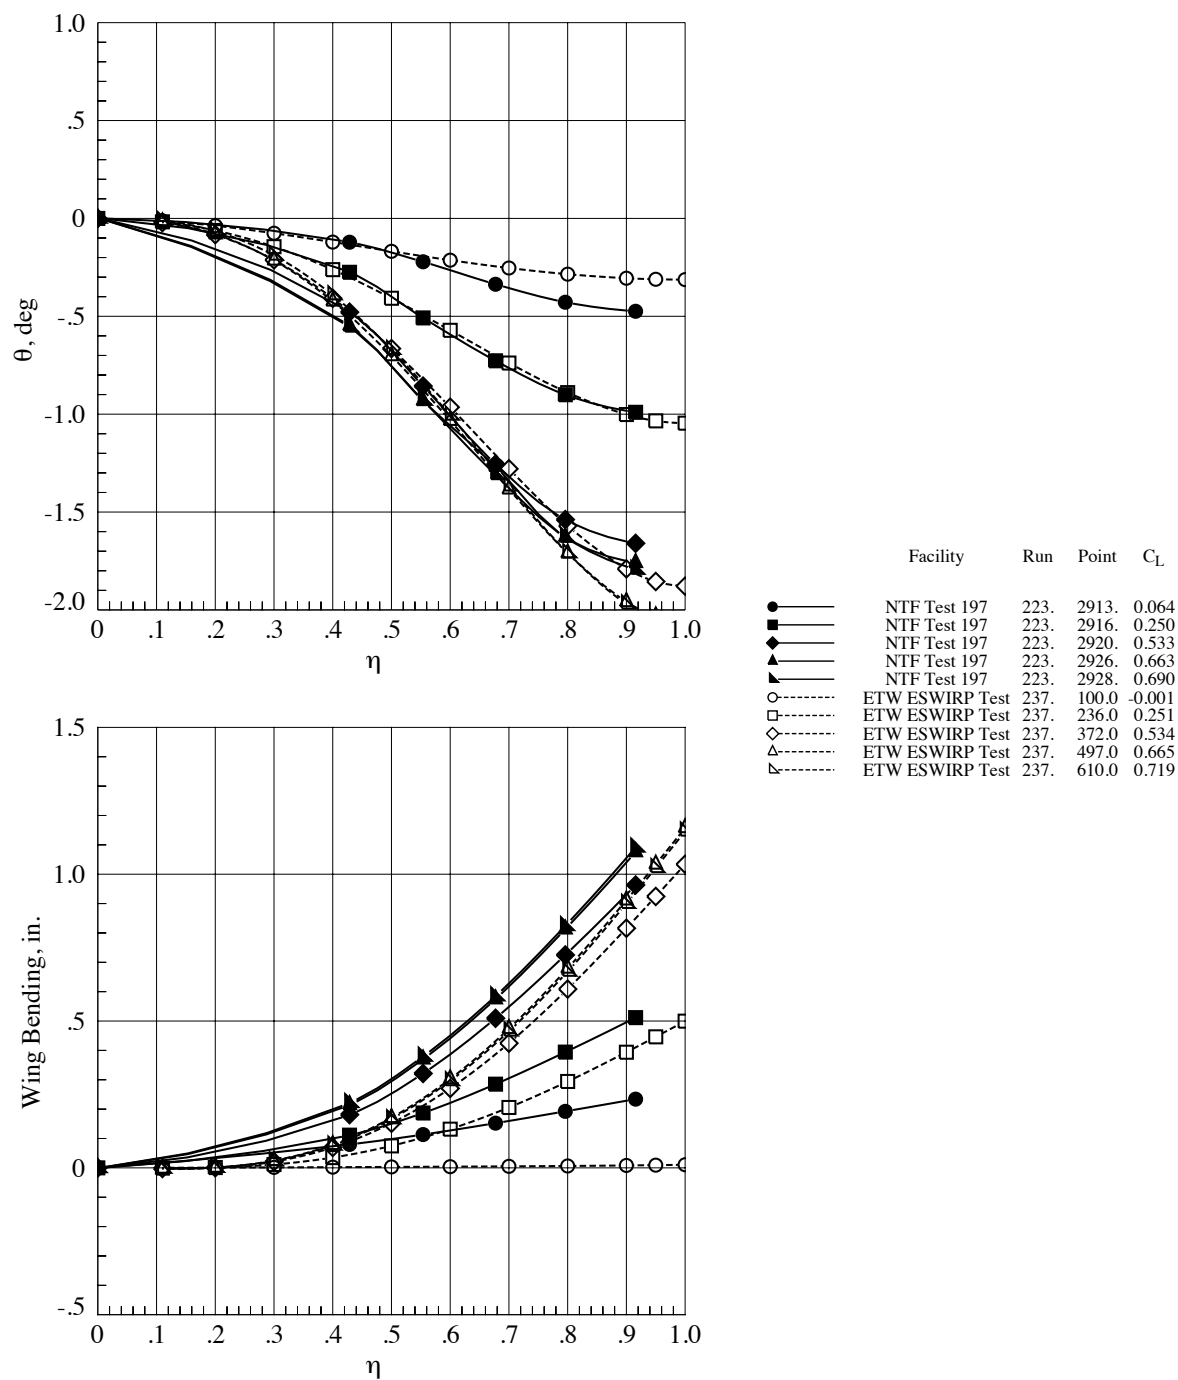 1.0
.5
0
-.5
-1.0
-1.5
-2.0
θ, deg
0 .1 .2 .3 .4 .5 .6 .7 .8 .9 1.0
η
Facility Run Point CL
NTF Test 197 223. 2913. 0.064
NTF Test 197 223. 2916. 0.250
NTF Test 197 223. 2920. 0.533
NTF Test 197 223. 2926. 0.663
NTF Test 197 223. 2928. 0.690
ETW ESWIRP Test 237. 100.0 -0.001
ETW ESWIRP Test 237. 236.0 0.251
ETW ESWIRP Test 237. 372.0 0.534
ETW ESWIRP Test 237. 497.0 0.665
ETW ESWIRP Test 237. 610.0 0.719
1.5
1.0
.5
0
-.5
Wing Bending, in.
0 .1 .2 .3 .4 .5 .6 .7 .8 .9 1.0
η